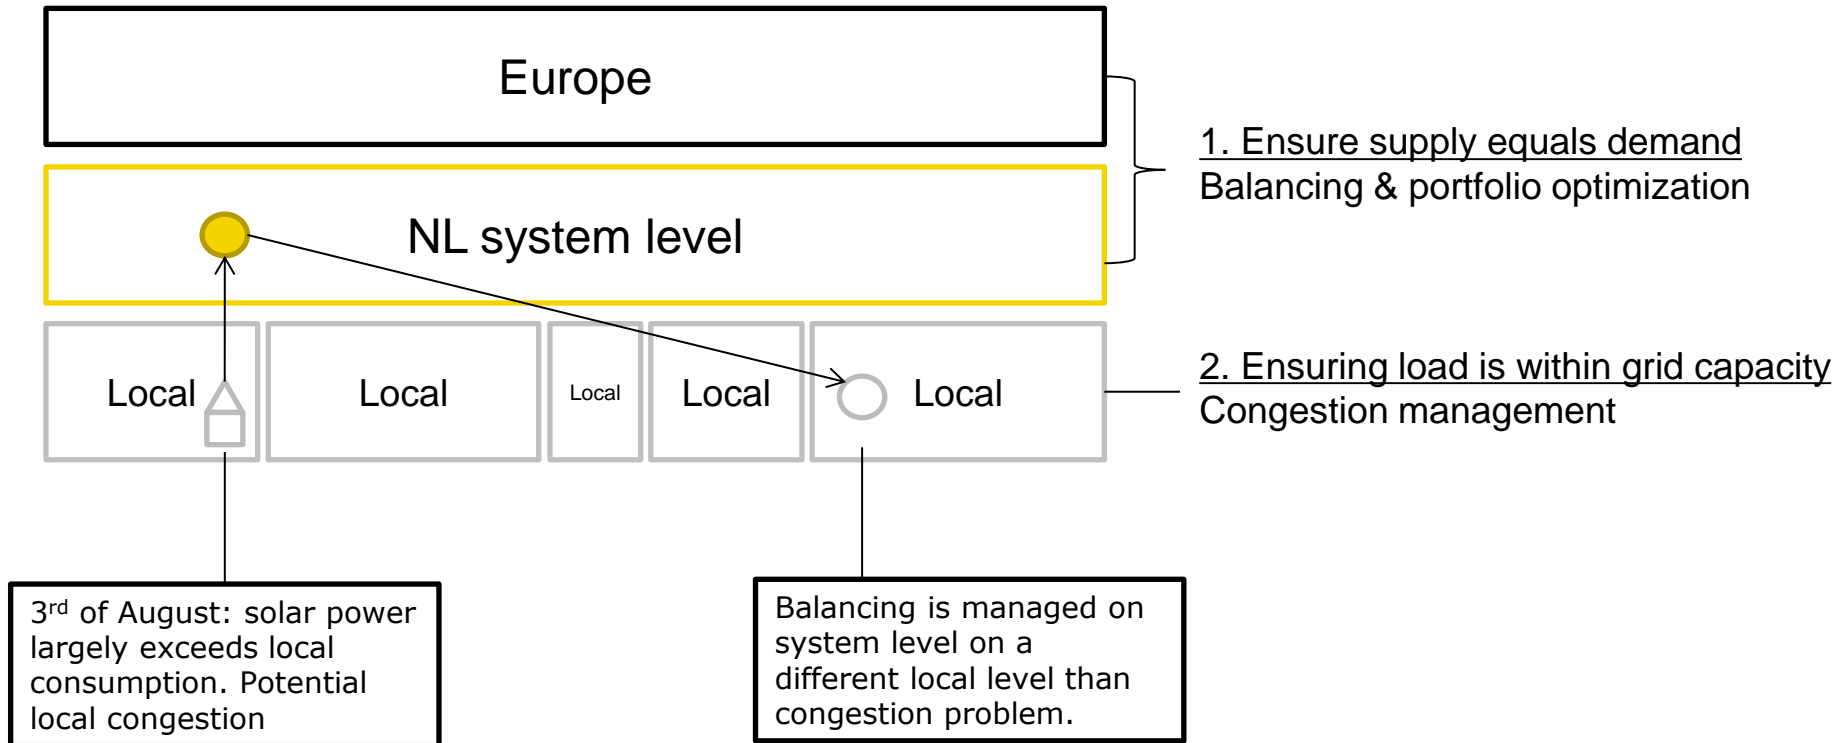 Europe
1. Ensure supply equals demand
Balancing & portfolio optimization
NL system level
Local
Local
Local
Local
Local
2. Ensuring load is within grid capacity
Congestion management
3rd of August: solar power
largely exceeds local
consumption. Potential
local congestion
Balancing is managed on
system level on a
different local level than
congestion problem.